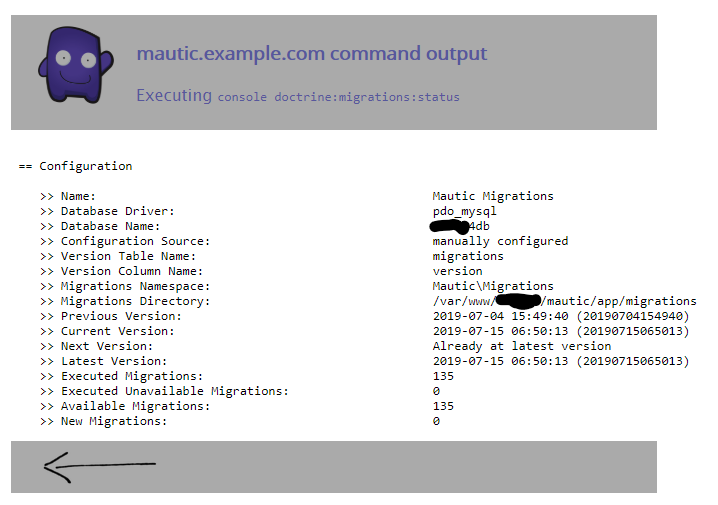 mautic.example.com command output
Executing console doctrine:migrations:status
== Configuration
>> Name: Mautic Migrations
>> Database Driver: pdo_mysql
>> Database Name: 4db
>> Configuration Source: manually configured
>> Version Table Name: migrations
>> Version Column Name: version
>> Migrations Namespace: Mautic\Migrations
>> Migrations Directory: /var/www/ /mautic/app/migrations
>> Previous Version: 2019-07-04 15:49:40 (20190704154940)
>> Current Version: 2019-07-15 06:50:13 (20190715065013)
>> Next Version: Already at latest version
>> Latest Version: 2019-07-15 06:50:13 (20190715065013)
>> Executed Migrations: 135
>> Executed Unavailable Migrations: 0
>> Available Migrations: 135
>> New Migrations: 0